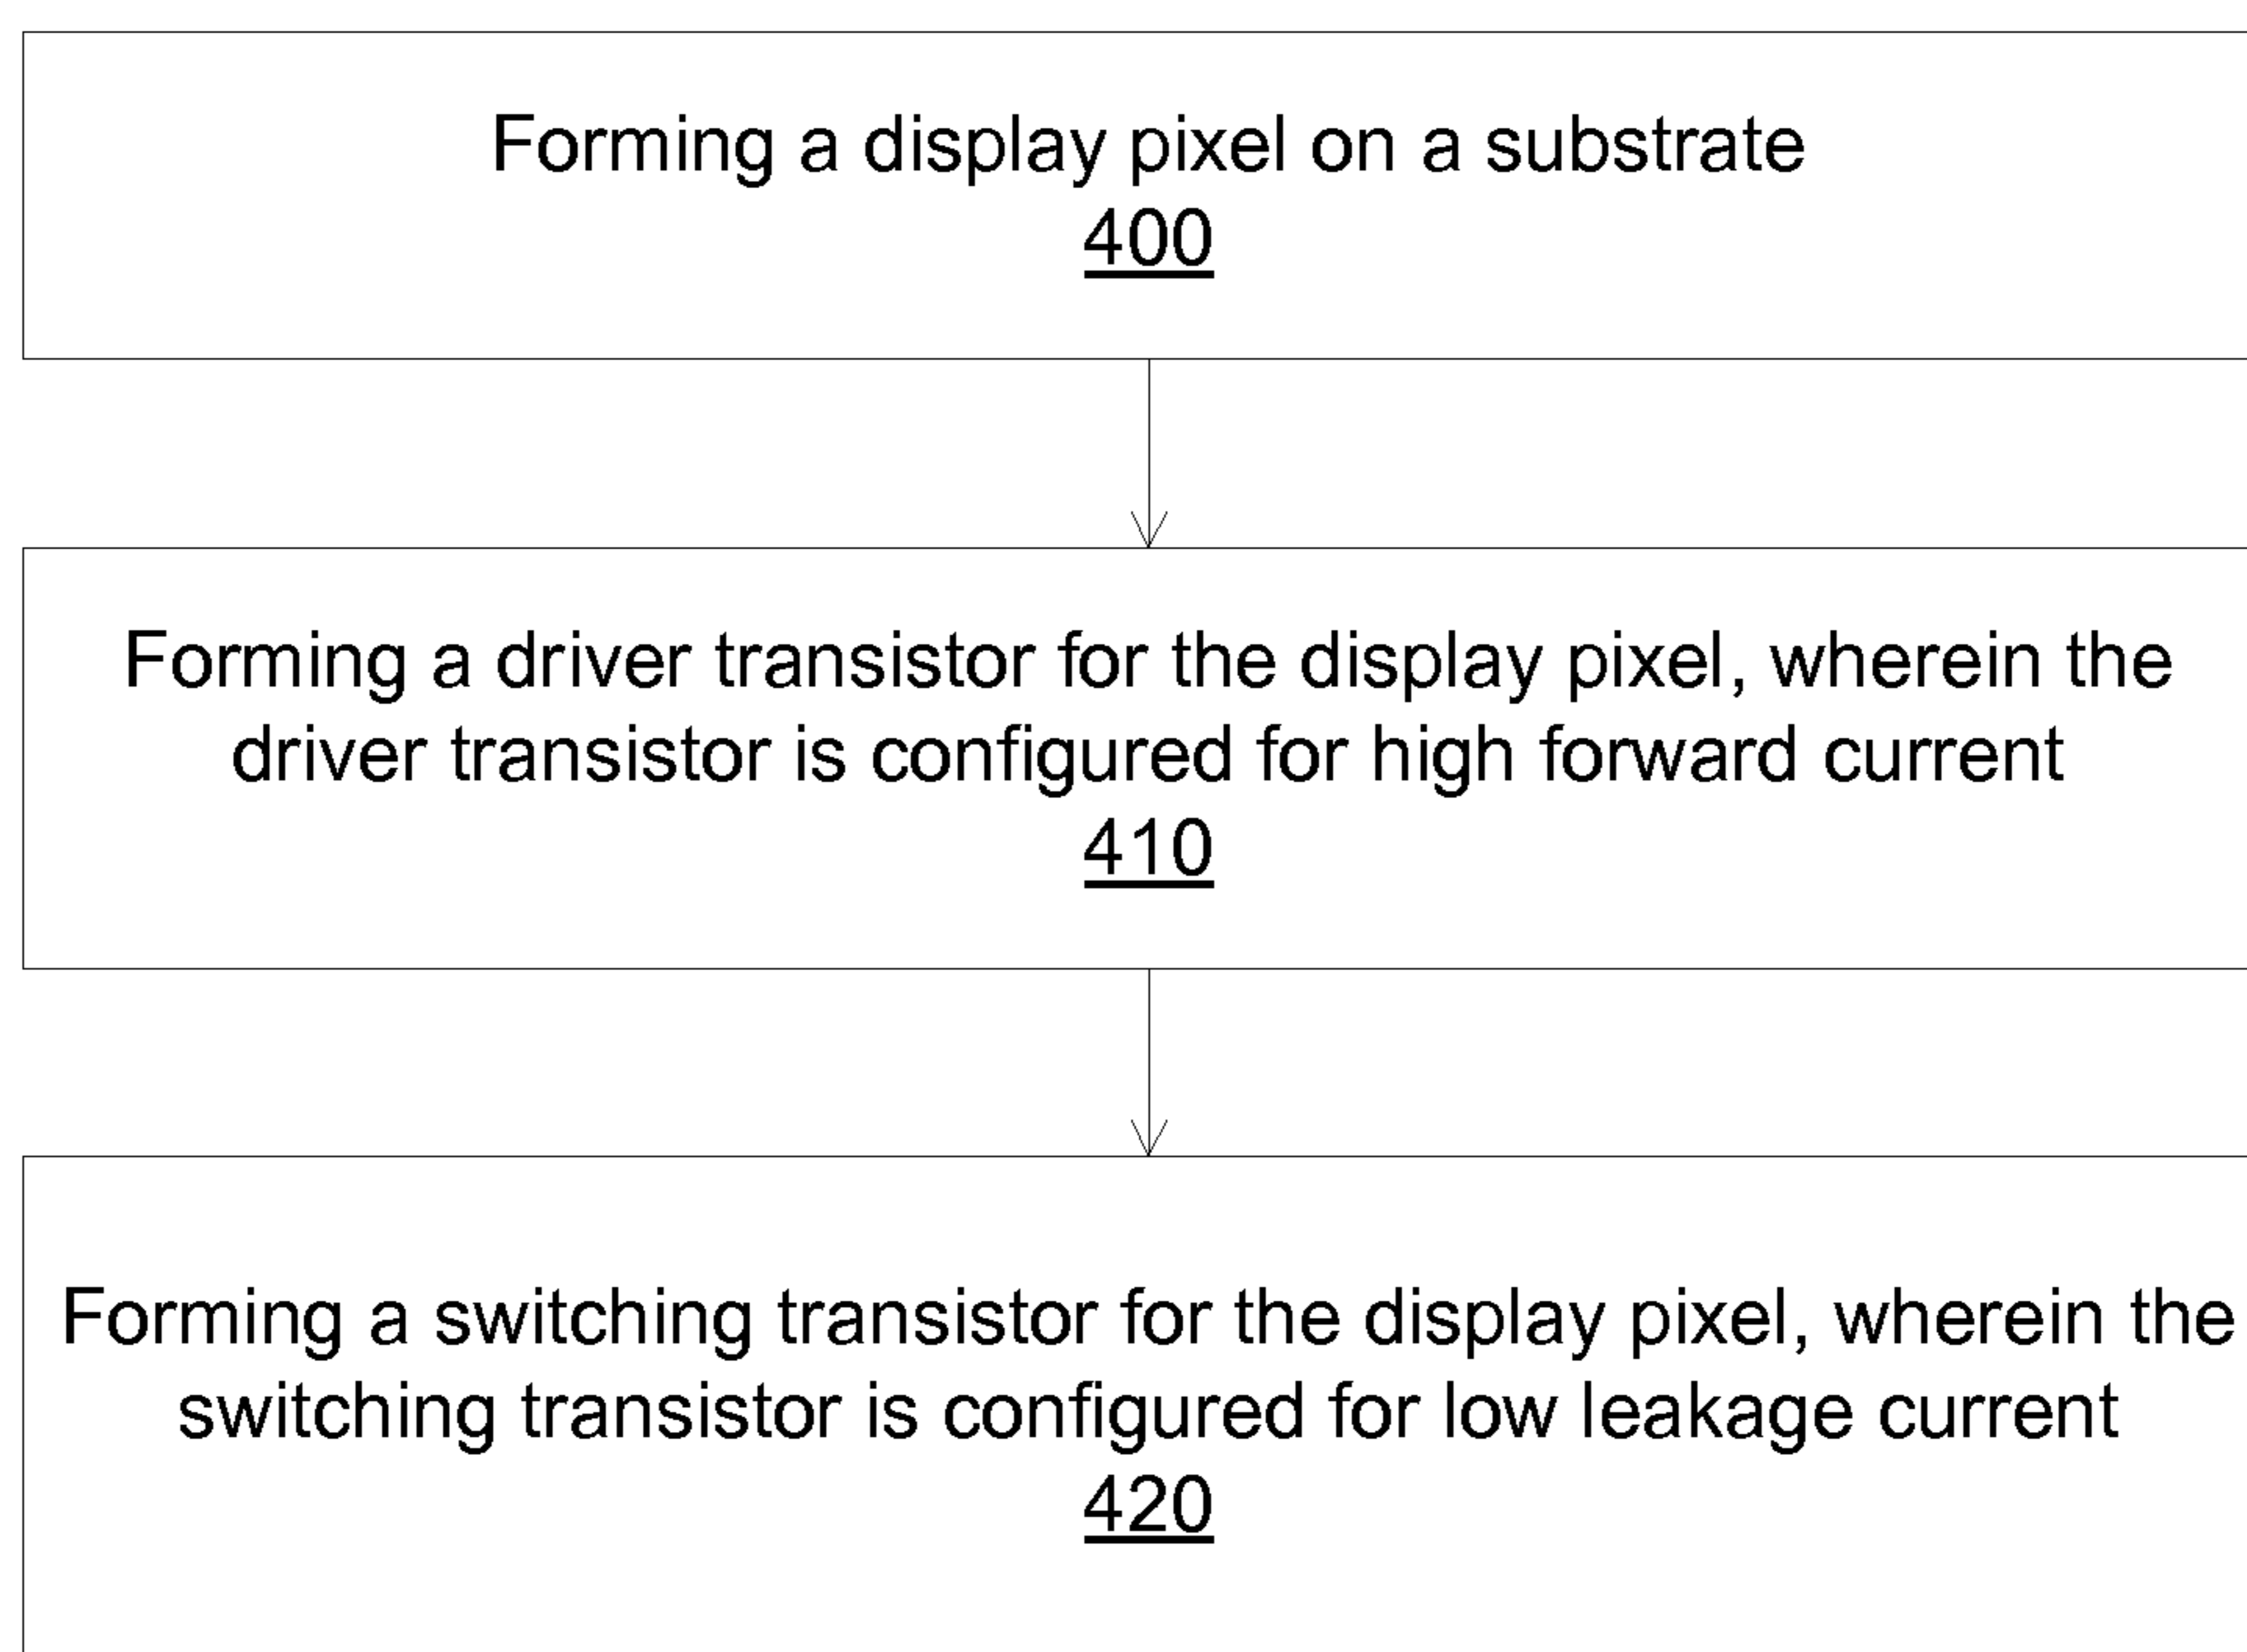 Forming a display pixel on a substrate
400
Forming a driver transistor for the display pixel, wherein the
driver transistor is configured for high forward current
410
Forming a switching transistor for the display pixel, wherein the
switching transistor is configured for low leakage current
420